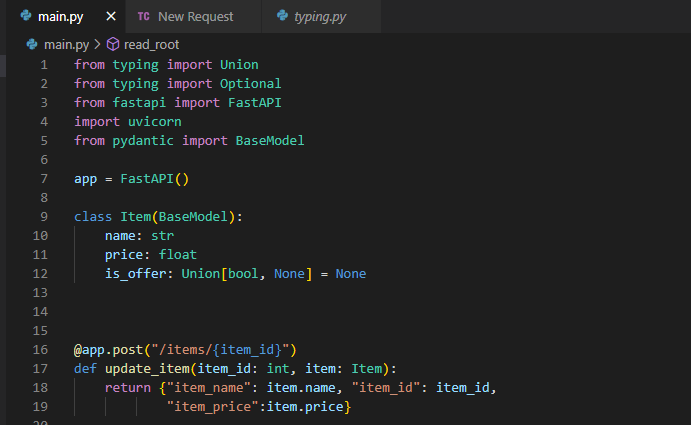 main.py × TC New Request typing.py
main.py > read_root
1 from typing import Union
2 from typing import Optional
3 from fastapi import FastAPI
4 import uvicorn
5 from pydantic import BaseModel
6
7 app = FastAPI()
8
9 class Item(BaseModel):
10     name: str
11     price: float
12     is_offer: Union[bool, None] = None
13
14
15
16 @app.post("/items/{item_id}")
17 def update_item(item_id: int, item: Item):
18     return {"item_name": item.name, "item_id": item_id,
19             "item_price":item.price}